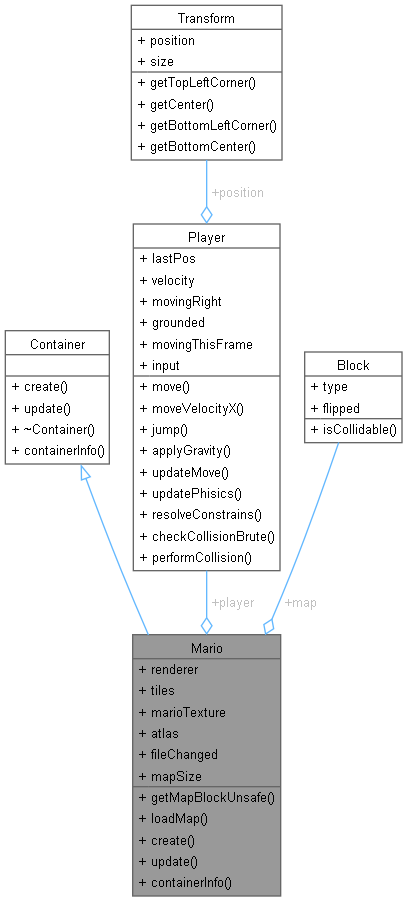 Transform
+ position
+ size
+ getTopLeftCorner()
+ getCenter()
+ getBottomLeftCorner()
+ getBottomCenter()
+position
Player
+ lastPos
+ velocity
+ movingRight
+ grounded
+ movingThisFrame
+ input
+ move()
+ moveVelocityX()
+ jump()
+ applyGravity()
+ updateMove()
+ updatePhisics()
+ resolveConstrains()
+ checkCollisionBrute()
+ performCollision()
Container
+ create()
+ update()
+ ~Container()
+ containerInfo()
Block
+ type
+ flipped
+ isCollidable()
+player
+map
Mario
+ renderer
+ tiles
+ marioTexture
+ atlas
+ fileChanged
+ mapSize
+ getMapBlockUnsafe()
+ loadMap()
+ create()
+ update()
+ containerInfo()